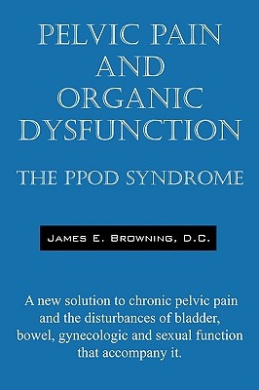 PELVIC PAIN
AND
ORGANIC
DYSFUNCTION
THE PPOD SYNDROME
JAMES E. BROWNING, D.C.
A new solution to chronic pelvic pain
and the disturbances of bladder,
bowel, gynecologic and sexual function
that accompany it.